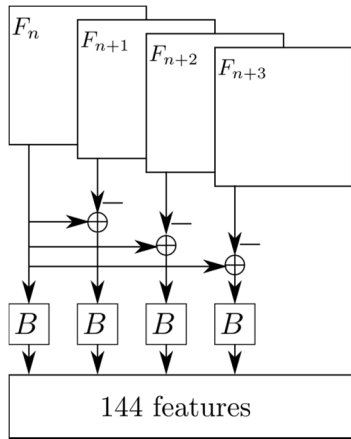 F_n
F_{n+1}
F_{n+2}
F_{n+3}
− 
−
−
B B B B
144 features